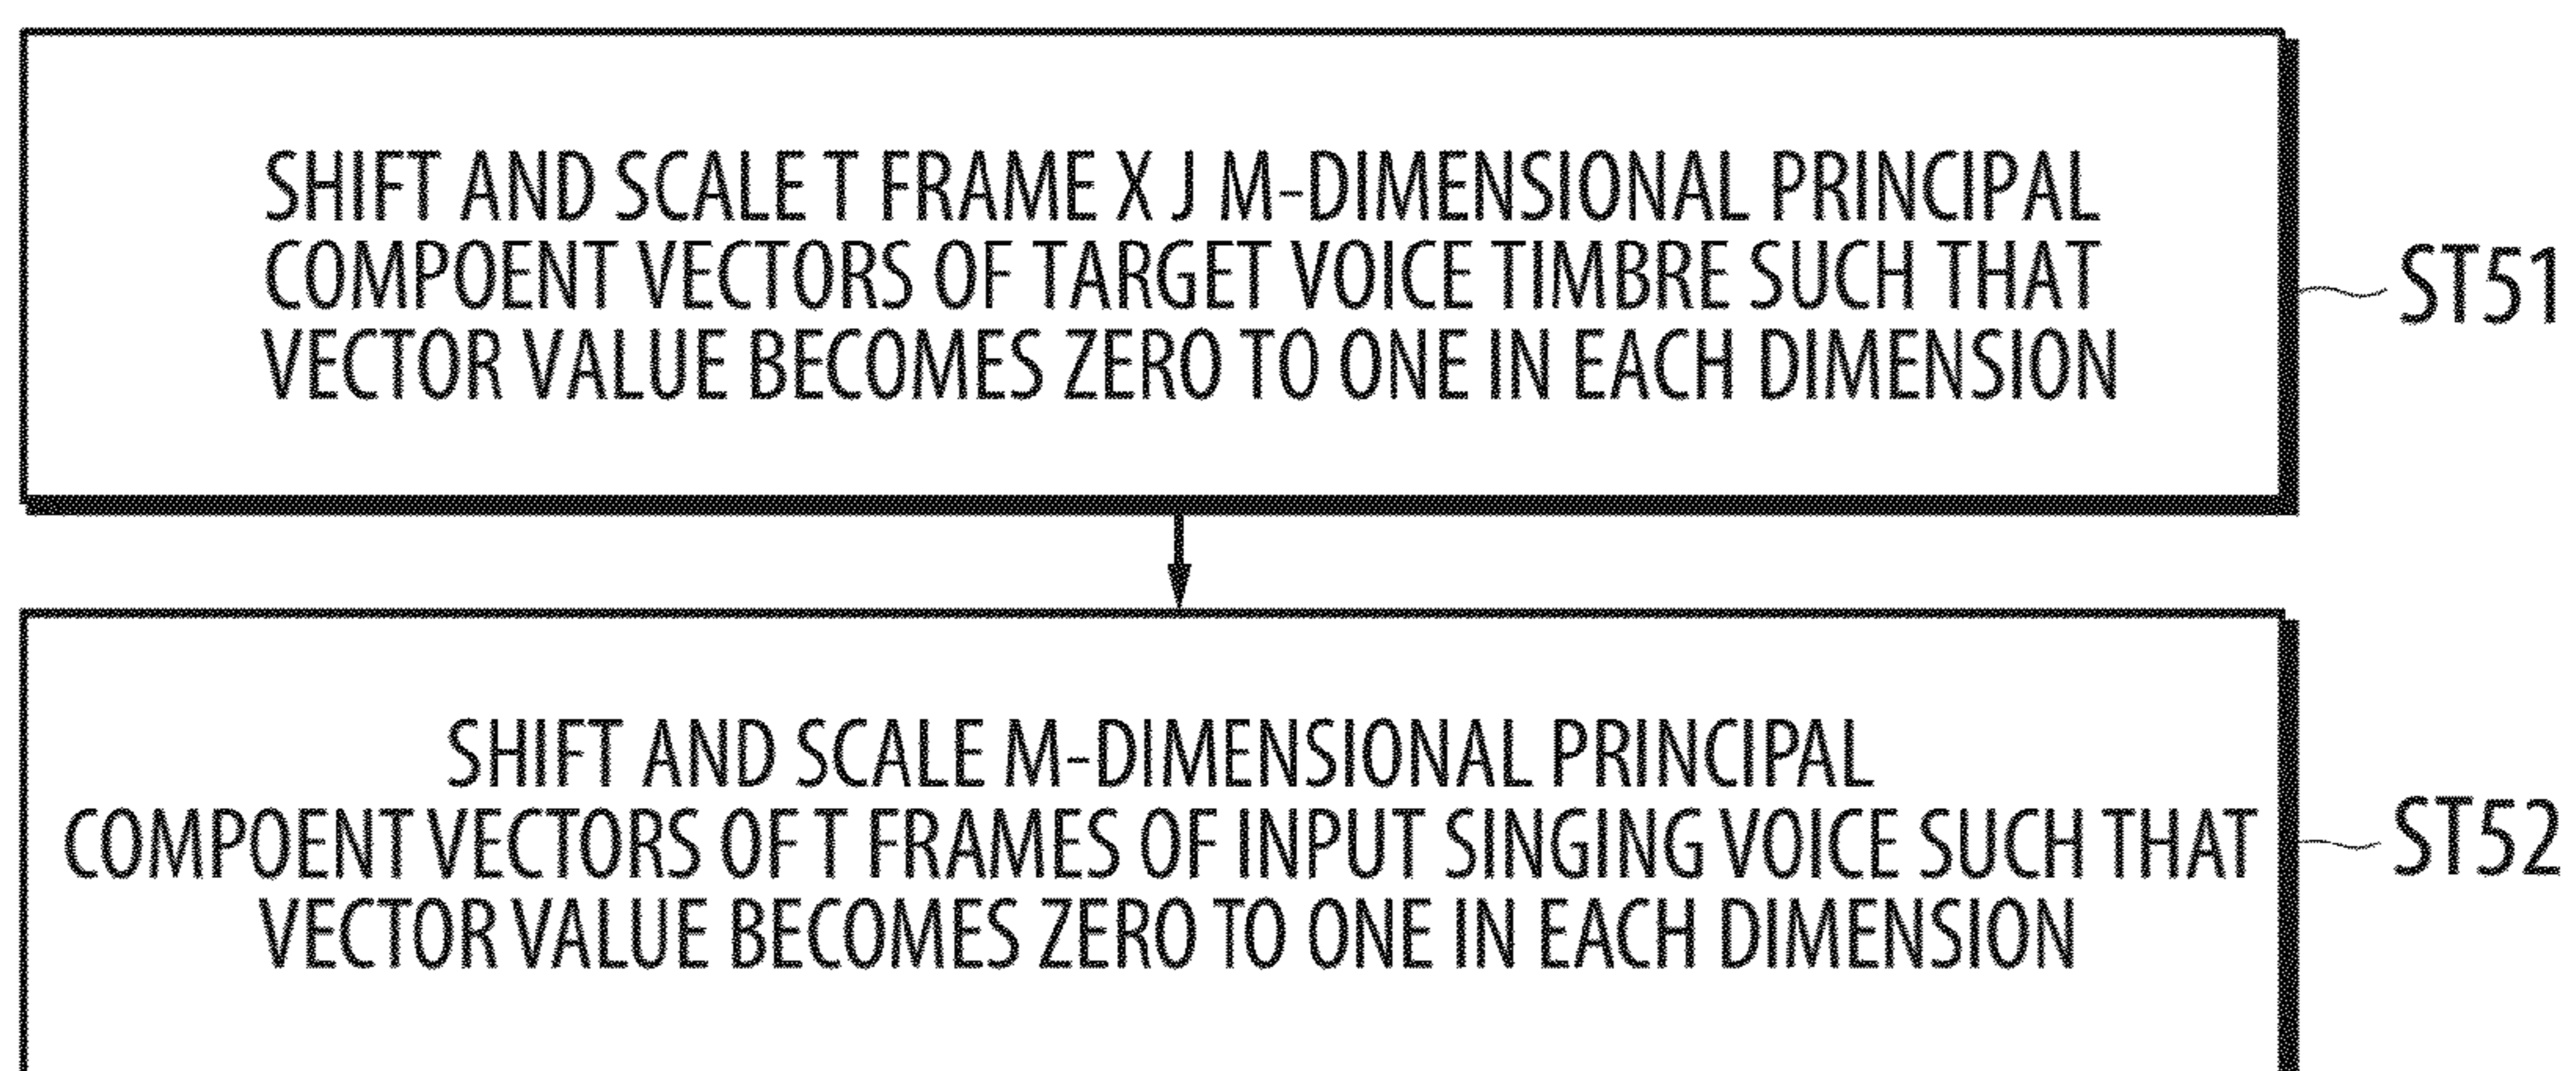 SHIFT AND SCALE T FRAME X J M-DIMENSIONAL PRINCIPAL
COMPOENT VECTORS OF TARGET VOICE TIMBRE SUCH THAT
VECTOR VALUE BECOMES ZERO TO ONE IN EACH DIMENSION
ST51
SHIFT AND SCALE M-DIMENSIONAL PRINCIPAL
COMPOENT VECTORS OF T FRAMES OF INPUT SINGING VOICE SUCH THAT
VECTOR VALUE BECOMES ZERO TO ONE IN EACH DIMENSION
ST52